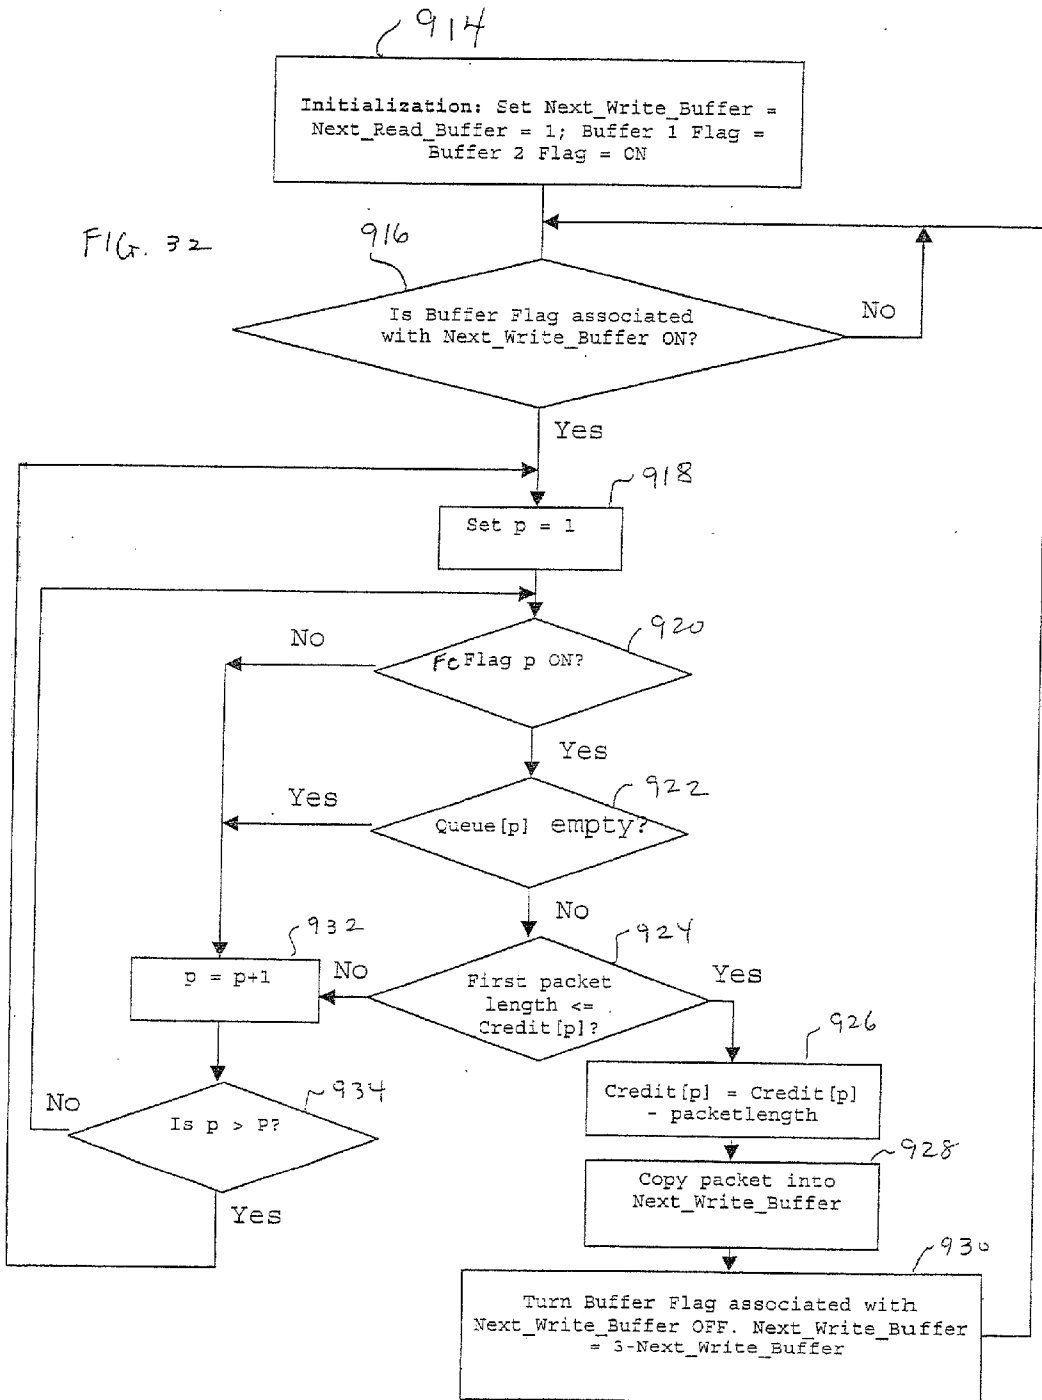 914
Initialization: Set Next_Write_Buffer =
Next_Read_Buffer = 1; Buffer 1 Flag =
Buffer 2 Flag = ON
FIG. 32
916
Is Buffer Flag associated
with Next_Write_Buffer ON?
No
Yes
918
Set p = 1
920
No
FC Flag p ON?
Yes
922
Yes
Queue[p] empty?
No
932
924
p = p+1
No
First packet
length <=
Credit[p]?
Yes
926
Credit[p] = Credit[p]
- packetlength
934
No
Is p > P?
Yes
928
Copy packet into
Next_Write_Buffer
930
Turn Buffer Flag associated with
Next_Write_Buffer OFF. Next_Write_Buffer
= 3-Next_Write_Buffer